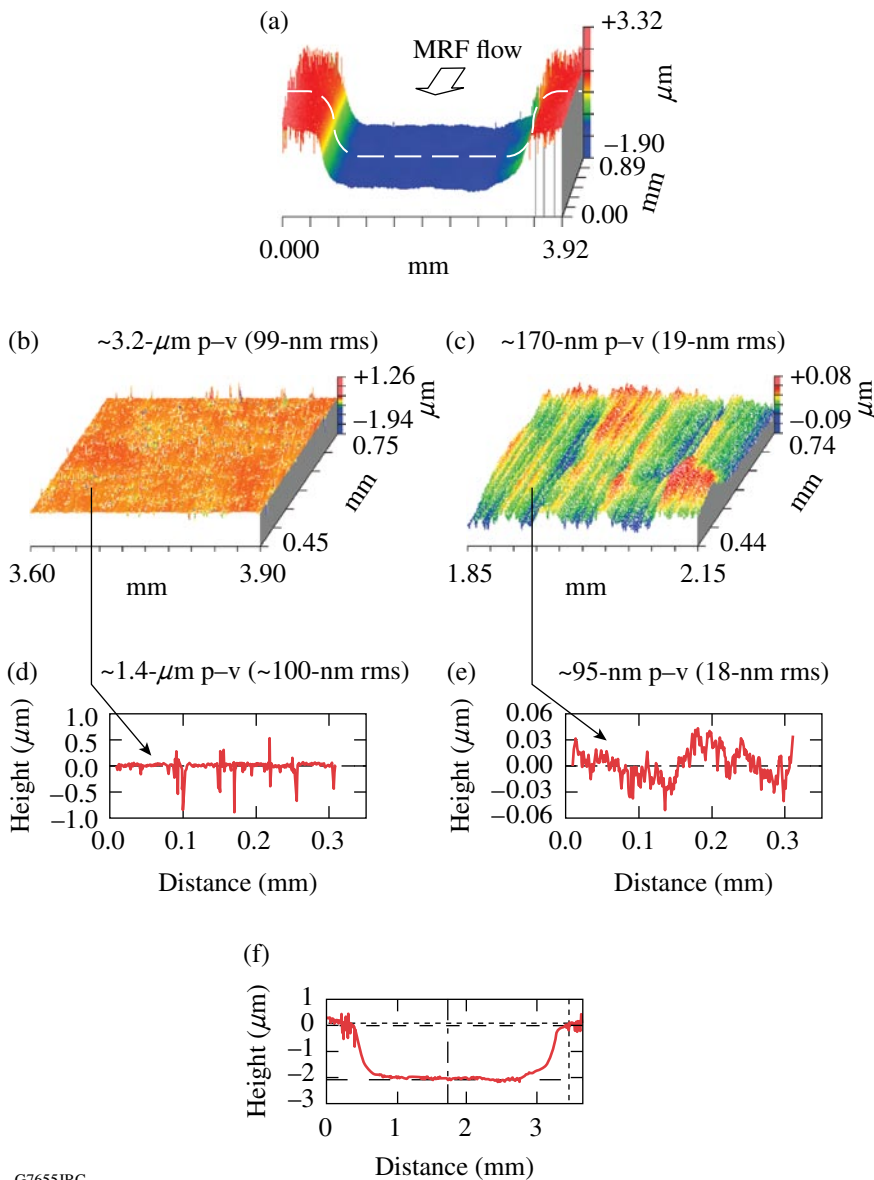 (a)
MRF flow
+3.32
μm
−1.90
0.89
mm
0.00
0.000
3.92
mm
(b)
~3.2-μm p–v (99-nm rms)
+1.26
μm
−1.94
0.75
mm
0.45
3.60
3.90
mm
(c)
~170-nm p–v (19-nm rms)
+0.08
μm
−0.09
0.74
mm
0.44
1.85
2.15
mm
(d)
~1.4-μm p–v (~100-nm rms)
Height (μm)
1.0
0.5
0.0
−0.5
−1.0
0.0 0.1 0.2 0.3
Distance (mm)
(e)
~95-nm p–v (18-nm rms)
Height (μm)
0.06
0.03
0.00
−0.03
−0.06
0.0 0.1 0.2 0.3
Distance (mm)
(f)
Height (μm)
1
0
−1
−2
−3
0 1 2 3
Distance (mm)